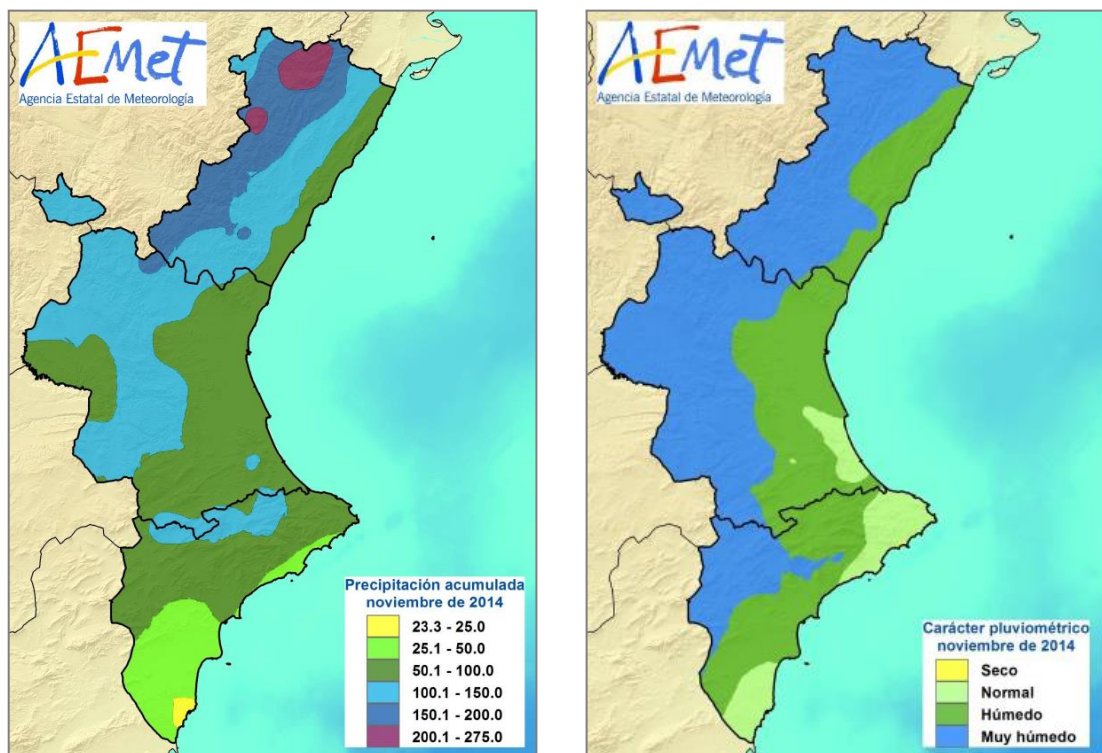 AEMet
Agencia Estatal de Meteorología
Precipitación acumulada
noviembre de 2014
23.3 - 25.0
25.1 - 50.0
50.1 - 100.0
100.1 - 150.0
150.1 - 200.0
200.1 - 275.0
AEMet
Agencia Estatal de Meteorología
Carácter pluviométrico
noviembre de 2014
Seco
Normal
Húmedo
Muy húmedo